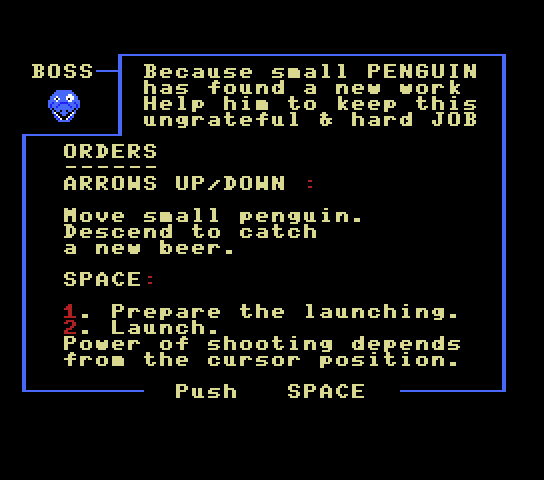 BOSS
Because small PENGUIN
has found a new work
Help him to keep this
ungrateful & hard JOB
ORDERS
------
ARROWS UP/DOWN :
Move small penguin.
Descend to catch
a new beer.
SPACE:
1. Prepare the launching.
2. Launch.
Power of shooting depends
from the cursor position.
Push SPACE